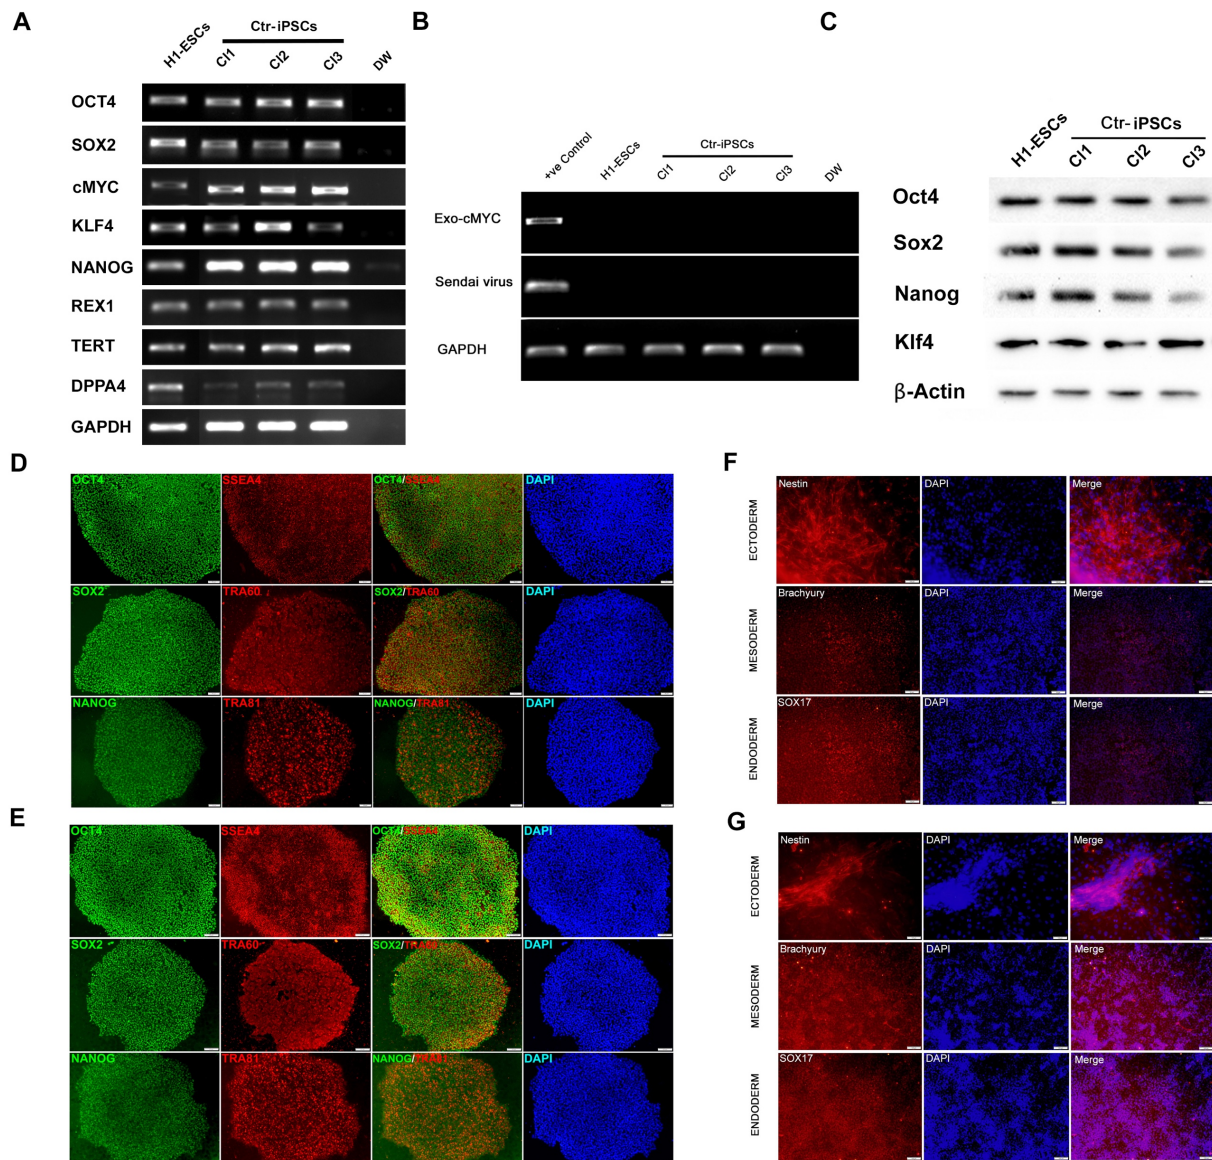 A
Ctr-iPSCs
H1-ESCs
Cl1
Cl2
Cl3
DW
OCT4
SOX2
cMYC
KLF4
NANOG
REX1
TERT
DPPA4
GAPDH
B
Ctr-iPSCs
+ve Control
H1-ESCs
Cl1
Cl2
Cl3
DW
Exo-cMYC
Sendai virus
GAPDH
C
Ctr-iPSCs
H1-ESCs
Cl1
Cl2
Cl3
Oct4
Sox2
Nanog
Klf4
β-Actin
D
OCT4 SSEA4 OCT4/SSEA4 DAPI
SOX2 TRA60 SOX2/TRA60 DAPI
NANOG TRA81 NANOG/TRA81 DAPI
E
OCT4 SSEA4 OCT4/SSEA4 DAPI
SOX2 TRA60 SOX2/TRA60 DAPI
NANOG TRA81 NANOG/TRA81 DAPI
F
ECTODERM
Nestin DAPI Merge
MESODERM
Brachyury DAPI Merge
ENDODERM
SOX17 DAPI Merge
G
ECTODERM
Nestin DAPI Merge
MESODERM
Brachyury DAPI Merge
ENDODERM
SOX17 DAPI Merge